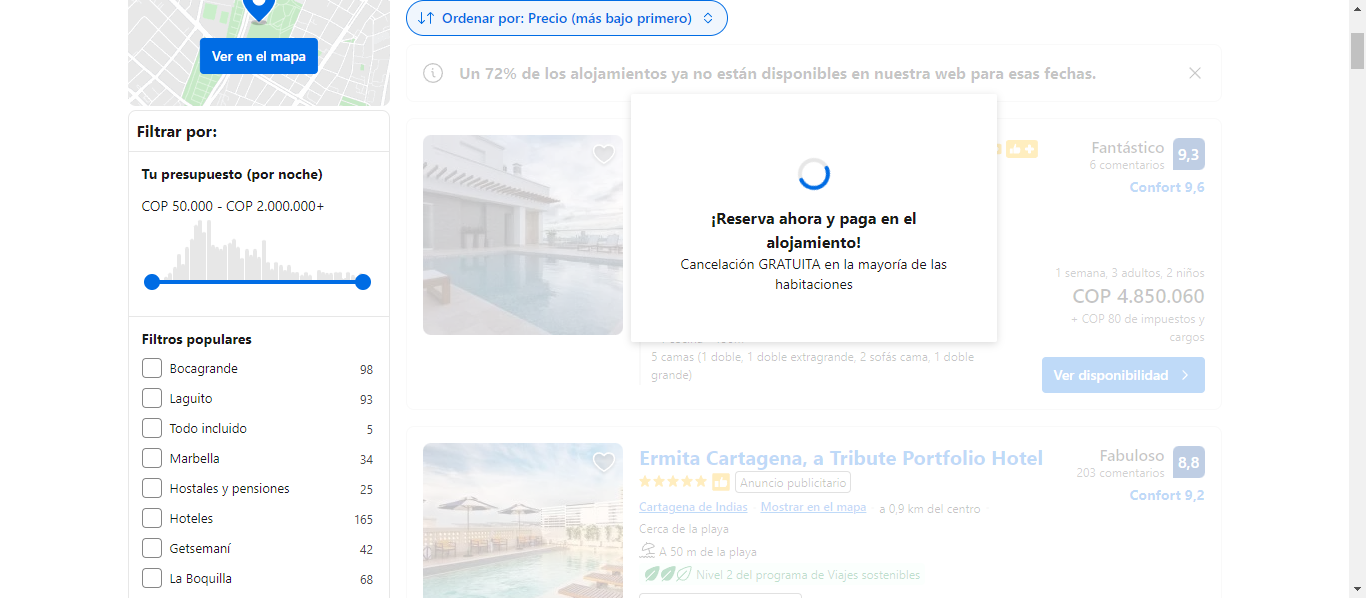 Ver en el mapa
Filtrar por:
Tu presupuesto (por noche)
COP 50.000 - COP 2.000.000+
Filtros populares
Bocagrande 98
Laguito 93
Todo incluido 5
Marbella 34
Hostales y pensiones 25
Hoteles 165
Getsemaní 42
La Boquilla 68
Ordenar por: Precio (más bajo primero)
Un 72% de los alojamientos ya no están disponibles en nuestra web para esas fechas.
¡Reserva ahora y paga en el
alojamiento!
Cancelación GRATUITA en la mayoría de las
habitaciones
Fantástico 9,3
6 comentarios
Confort 9,6
1 semana, 3 adultos, 2 niños
COP 4.850.060
+ COP 80 de impuestos y
cargos
5 camas (1 doble, 1 doble extragrande, 2 sofás cama, 1 doble
grande)
Ver disponibilidad
Ermita Cartagena, a Tribute Portfolio Hotel
Anuncio publicitario
Cartagena de Indias Mostrar en el mapa a 0,9 km del centro
Cerca de la playa
A 50 m de la playa
Nivel 2 del programa de Viajes sostenibles
Fabuloso 8,8
203 comentarios
Confort 9,2